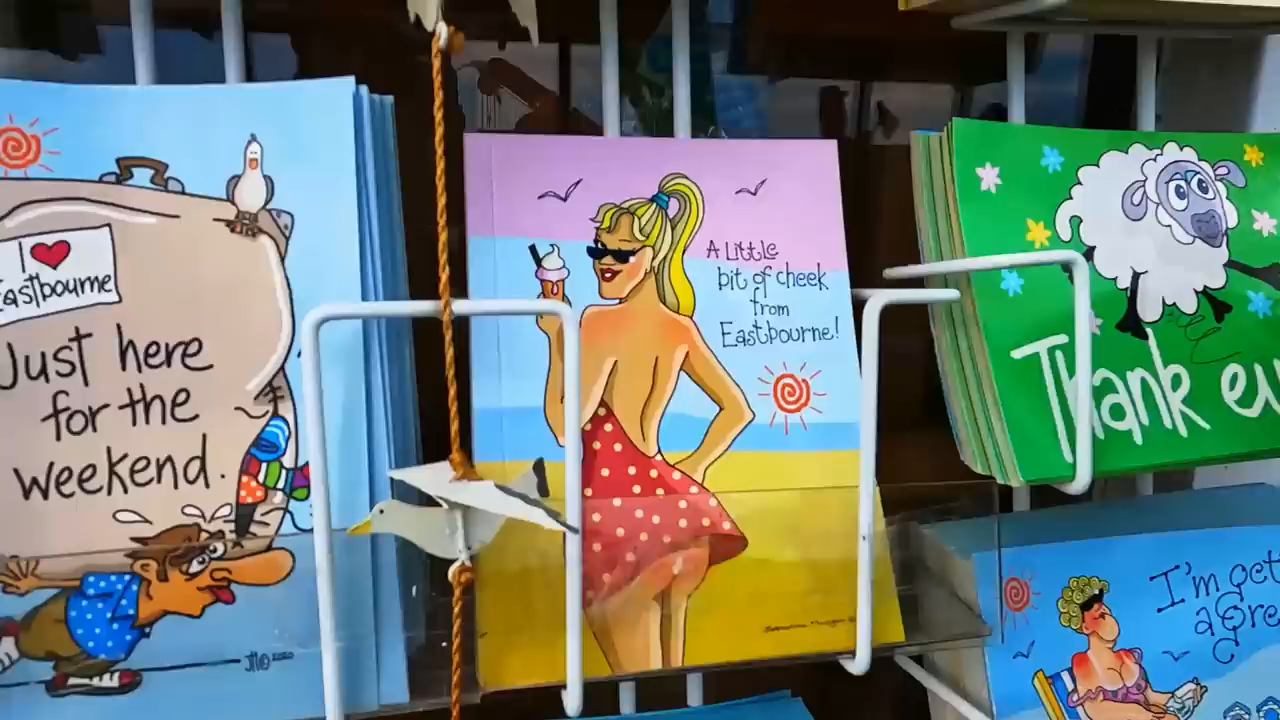 I ❤
Eastbourne
Just here
for the
weekend.
A Little
bit of cheek
from
Eastbourne!
Thank
I'm